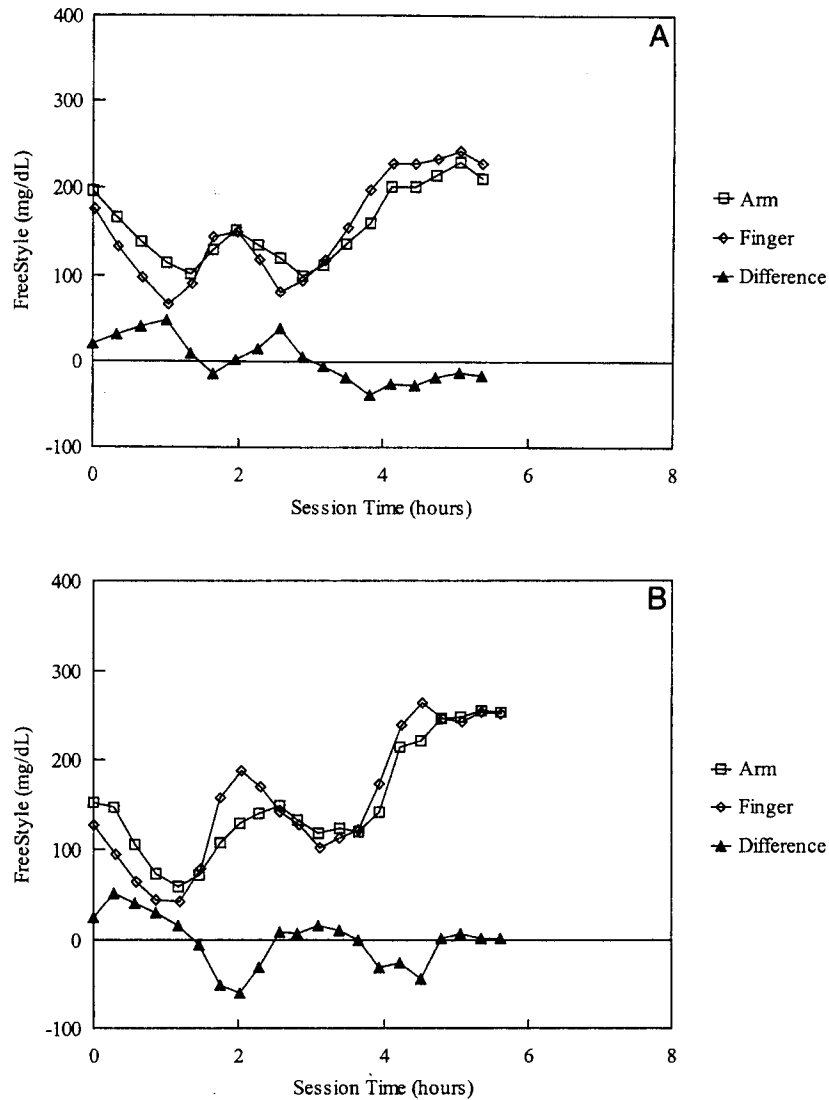 A
400
300
200
100
0
-100
FreeStyle (mg/dL)
0 2 4 6 8
Session Time (hours)
Arm
Finger
Difference
B
400
300
200
100
0
-100
FreeStyle (mg/dL)
0 2 4 6 8
Session Time (hours)
Arm
Finger
Difference